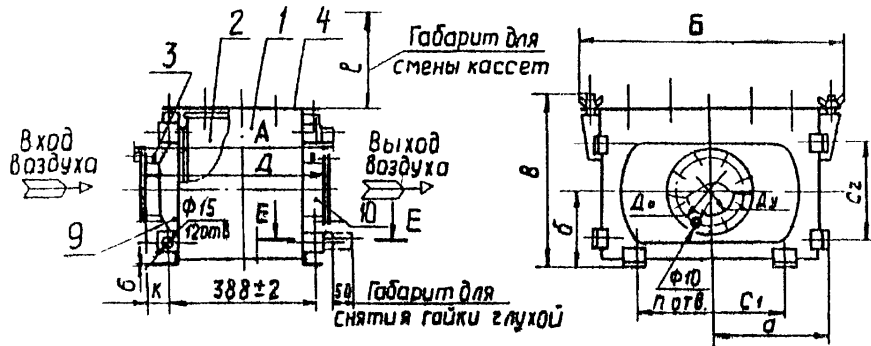 3
2
1
4
l
Габарит для
смены кассет
Вход
воздуха
А
Д
Выход
воздуха
Ф15
12отв
Е
10
Е
9
б
к
388±2
50
Габарит для
снятия гайки глухой
Б
В
б
До
Ду
С2
Ф10
п отв.
С1
а